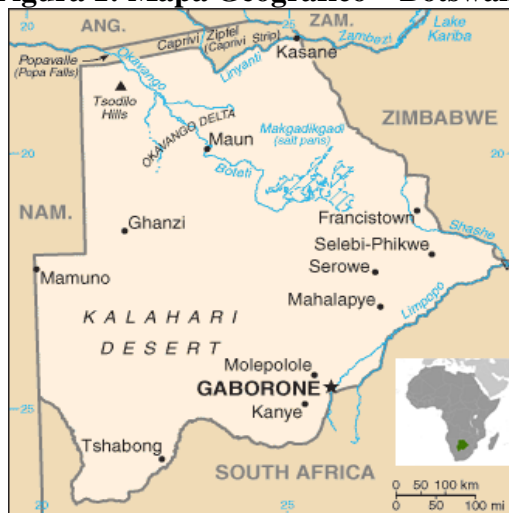 Figura 1: Mapa Geográfico – Botswan
ANG.
ZAM.
Lake
Kariba
Caprivi Zipfel
(Caprivi Strip)
Zambezi
Popavalle
(Popa Falls)
Okavango
Linyanti
Kasane
Tsodilo
Hills
OKAVANGO DELTA
Maun
Makgadikgadi
(salt pans)
ZIMBABWE
20
20
Boteti
NAM.
Ghanzi
Francistown
Shashe
Selebi-Phikwe
Serowe
Mamuno
Mahalapye
Limpopo
KALAHARI
DESERT
Molepolole
GABORONE
Kanye
25
Tshabong
SOUTH AFRICA
20
25
25
0 50 100 km
0 50 100 mi